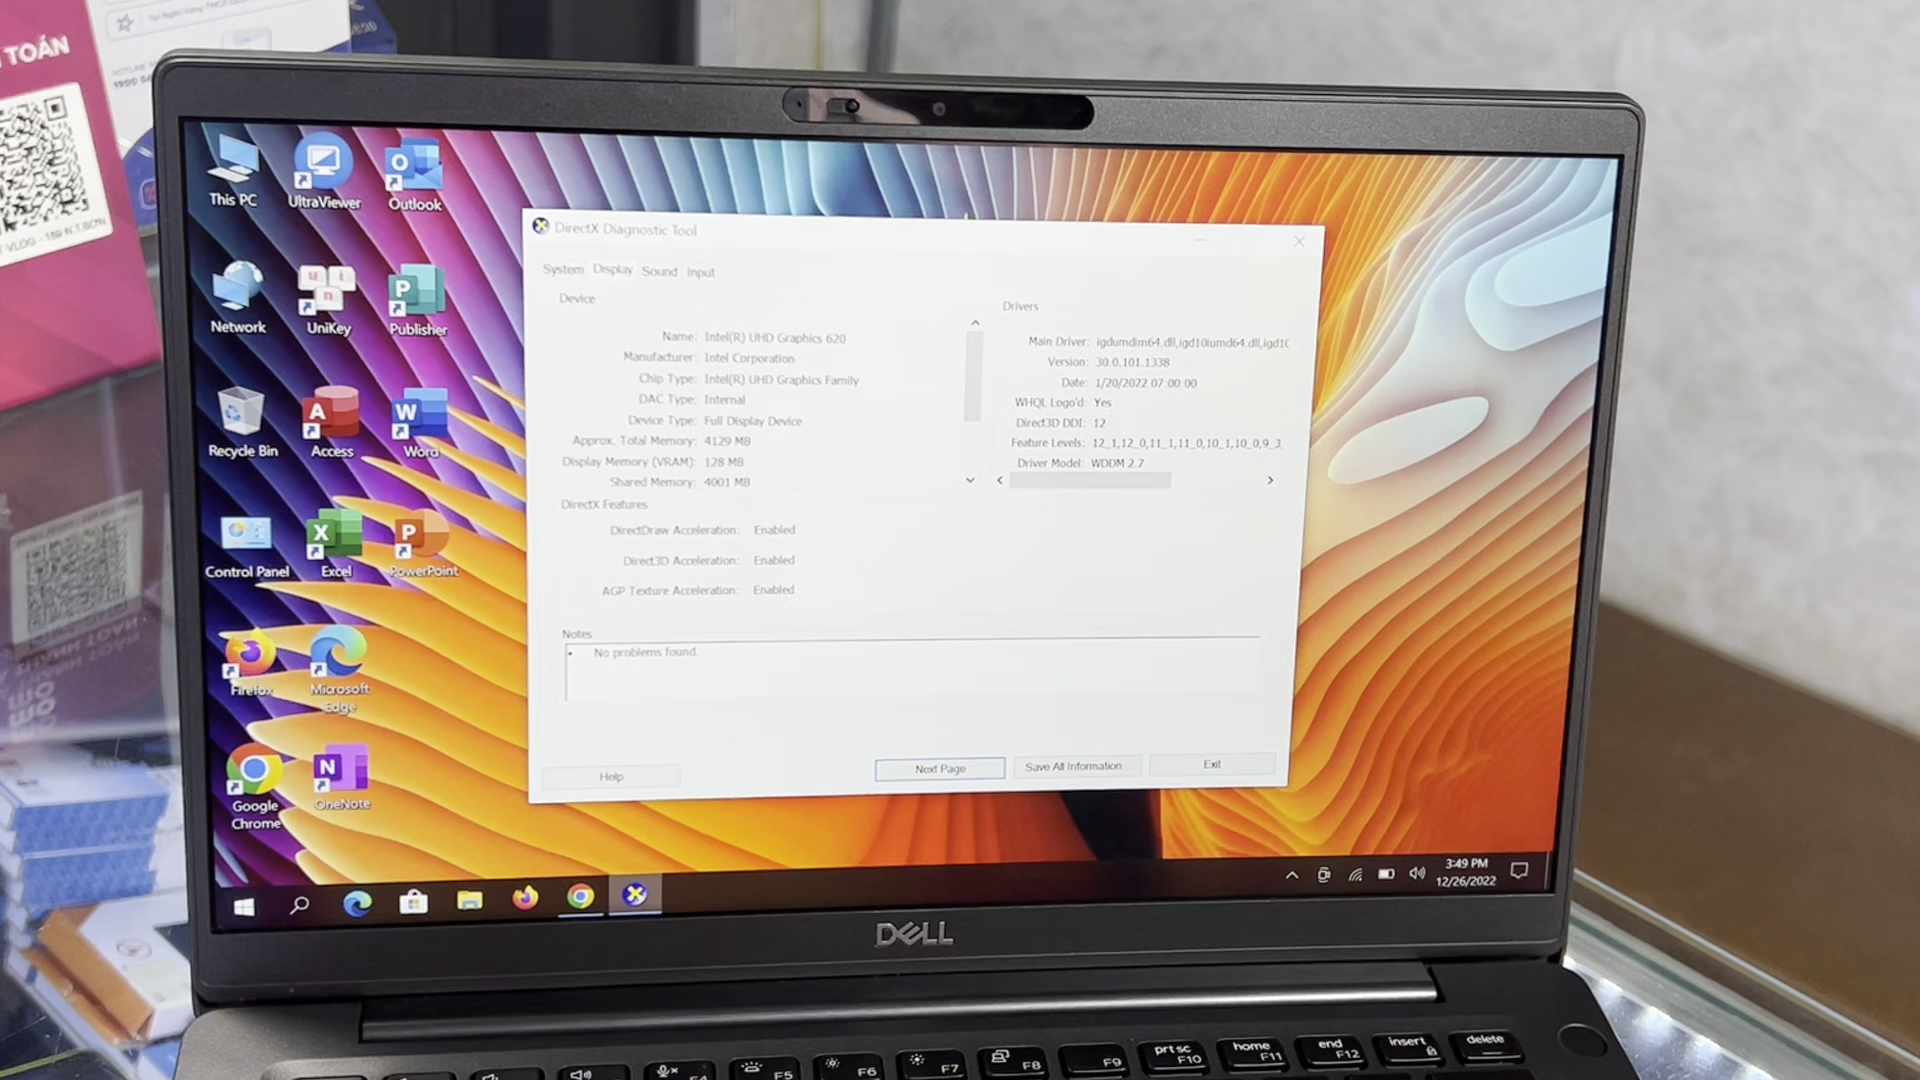 TOÁN
VLOG - 159 N.T.SƠN
This PC
UltraViewer
Outlook
Network
UniKey
Publisher
Recycle Bin
Access
Word
Control Panel
Excel
PowerPoint
Firefox
Microsoft
Edge
Google
Chrome
OneNote
DirectX Diagnostic Tool
System Display Sound Input
Device
Name: Intel(R) UHD Graphics 620
Manufacturer: Intel Corporation
Chip Type: Intel(R) UHD Graphics Family
DAC Type: Internal
Device Type: Full Display Device
Approx. Total Memory: 4129 MB
Display Memory (VRAM): 128 MB
Shared Memory: 4001 MB
Drivers
Main Driver: igdumdim64.dll,igd10iumd64.dll,igd10
Version: 30.0.101.1338
Date: 1/20/2022 07:00:00
WHQL Logo'd: Yes
Direct3D DDI: 12
Feature Levels: 12_1,12_0,11_1,11_0,10_1,10_0,9_3,
Driver Model: WDDM 2.7
DirectX Features
DirectDraw Acceleration: Enabled
Direct3D Acceleration: Enabled
AGP Texture Acceleration: Enabled
Notes
No problems found.
Help
Next Page
Save All Information
Exit
3:49 PM
12/26/2022
DELL
F5
F6
F7
F8
F9
prt sc
F10
home
F11
end
F12
insert
delete